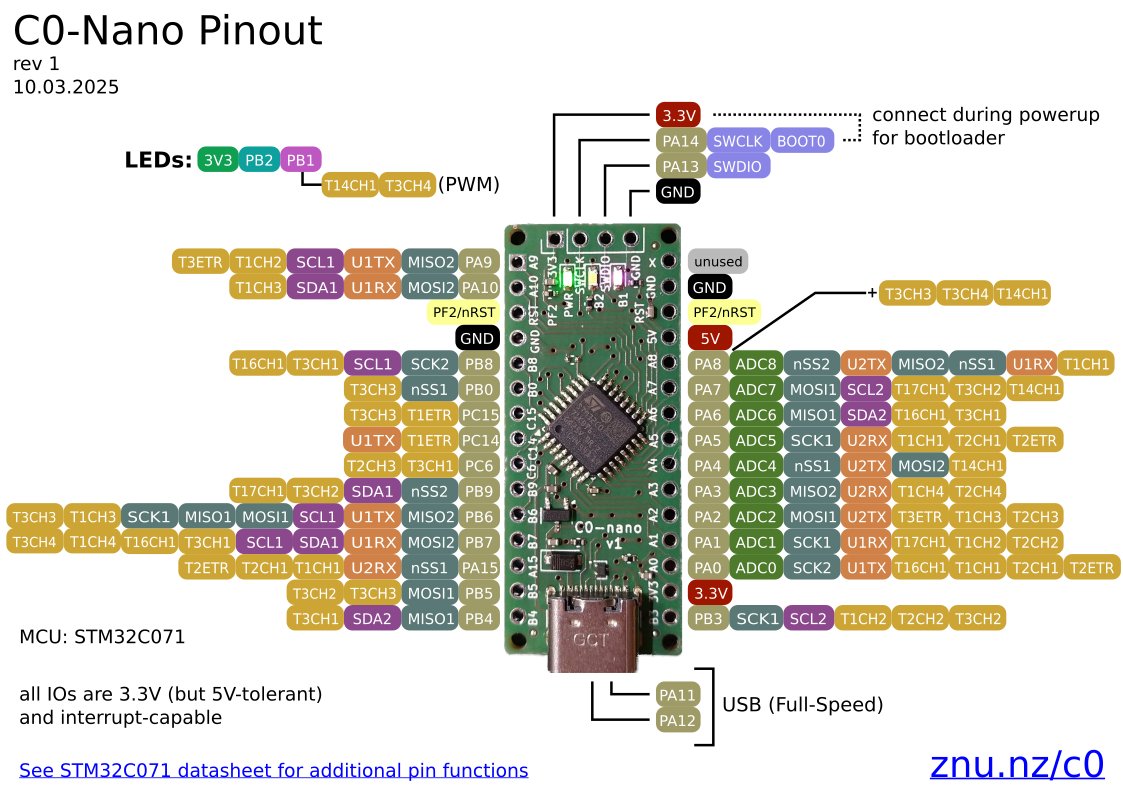 C0-Nano Pinout
rev 1
10.03.2025
3.3V
connect during powerup
for bootloader
PA14 SWCLK BOOT0
PA13 SWDIO
GND
LEDs: 3V3 PB2 PB1
T14CH1 T3CH4 (PWM)
T3ETR T1CH2 SCL1 U1TX MISO2 PA9
T1CH3 SDA1 U1RX MOSI2 PA10
PF2/nRST
GND
T16CH1 T3CH1 SCL1 SCK2 PB8
T3CH3 nSS1 PB0
T3CH3 T1ETR PC15
U1TX T1ETR PC14
T2CH3 T3CH1 PC6
T17CH1 T3CH2 SDA1 nSS2 PB9
T3CH3 T1CH3 SCK1 MISO1 MOSI1 SCL1 U1TX MISO2 PB6
T3CH4 T1CH4 T16CH1 T3CH1 SCL1 SDA1 U1RX MOSI2 PB7
T2ETR T2CH1 T1CH1 U2RX nSS1 PA15
T3CH2 T3CH3 MOSI1 PB5
T3CH1 SDA2 MISO1 PB4
3V3 SWCLK SWDIO GND
A9
A10
RST
GND
B8
B0
C15
C14
C6
B9
B6
B7
A15
B5
B4
PF2 PWR B2 B1 RST
x
GND
5V
A8
A7
A6
A5
A4
A3
A2
A1
A0
3V3
B3
C0-nano
v1
GCT
unused
GND
PF2/nRST
5V
+ T3CH3 T3CH4 T14CH1
PA8 ADC8 nSS2 U2TX MISO2 nSS1 U1RX T1CH1
PA7 ADC7 MOSI1 SCL2 T17CH1 T3CH2 T14CH1
PA6 ADC6 MISO1 SDA2 T16CH1 T3CH1
PA5 ADC5 SCK1 U2RX T1CH1 T2CH1 T2ETR
PA4 ADC4 nSS1 U2TX MOSI2 T14CH1
PA3 ADC3 MISO2 U2RX T1CH4 T2CH4
PA2 ADC2 MOSI1 U2TX T3ETR T1CH3 T2CH3
PA1 ADC1 SCK1 U1RX T17CH1 T1CH2 T2CH2
PA0 ADC0 SCK2 U1TX T16CH1 T1CH1 T2CH1 T2ETR
3.3V
PB3 SCK1 SCL2 T1CH2 T2CH2 T3CH2
MCU: STM32C071
all IOs are 3.3V (but 5V-tolerant)
and interrupt-capable
PA11
PA12
USB (Full-Speed)
See STM32C071 datasheet for additional pin functions
znu.nz/c0